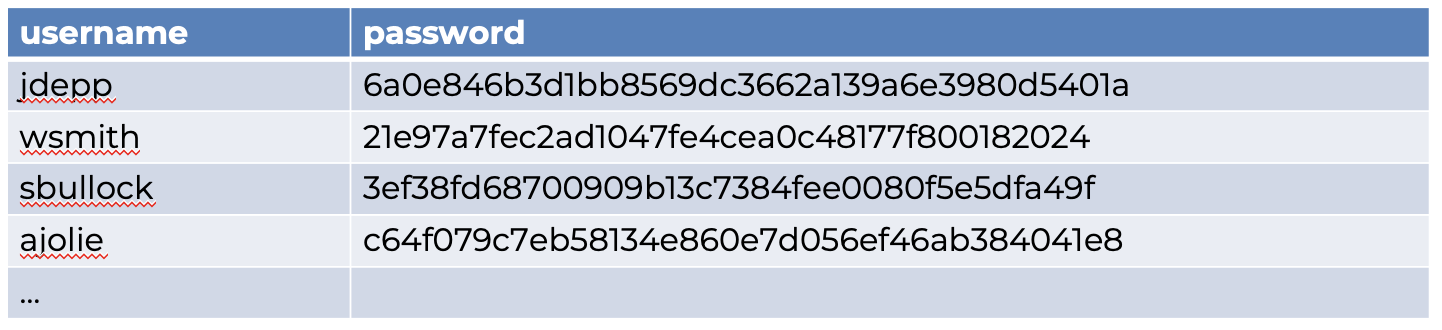 username password
jdepp 6a0e846b3d1bb8569dc3662a139a6e3980d5401a
wsmith 21e97a7fec2ad1047fe4cea0c48177f800182024
sbullock 3ef38fd68700909b13c7384fee0080f5e5dfa49f
ajolie c64f079c7eb58134e860e7d056ef46ab384041e8
...